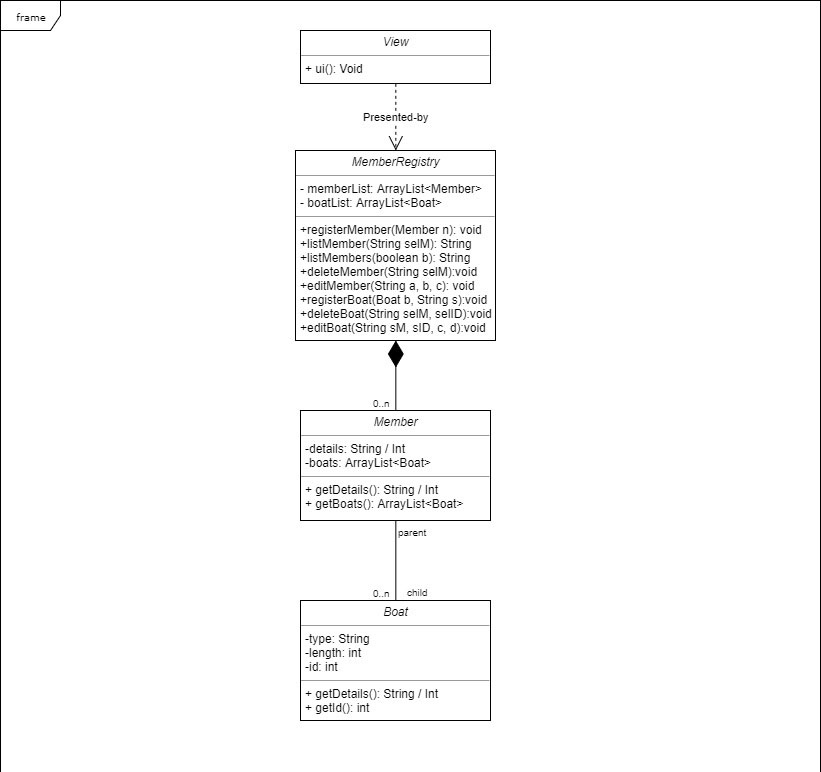 frame
View
+ ui(): Void
Presented-by
MemberRegistry
- memberList: ArrayList<Member>
- boatList: ArrayList<Boat>
+registerMember(Member n): void
+listMember(String selM): String
+listMembers(boolean b): String
+deleteMember(String selM):void
+editMember(String a, b, c): void
+registerBoat(Boat b, String s):void
+deleteBoat(String selM, selID):void
+editBoat(String sM, sID, c, d):void
0..n
Member
-details: String / Int
-boats: ArrayList<Boat>
+ getDetails(): String / Int
+ getBoats(): ArrayList<Boat>
parent
0..n child
Boat
-type: String
-length: int
-id: int
+ getDetails(): String / Int
+ getId(): int